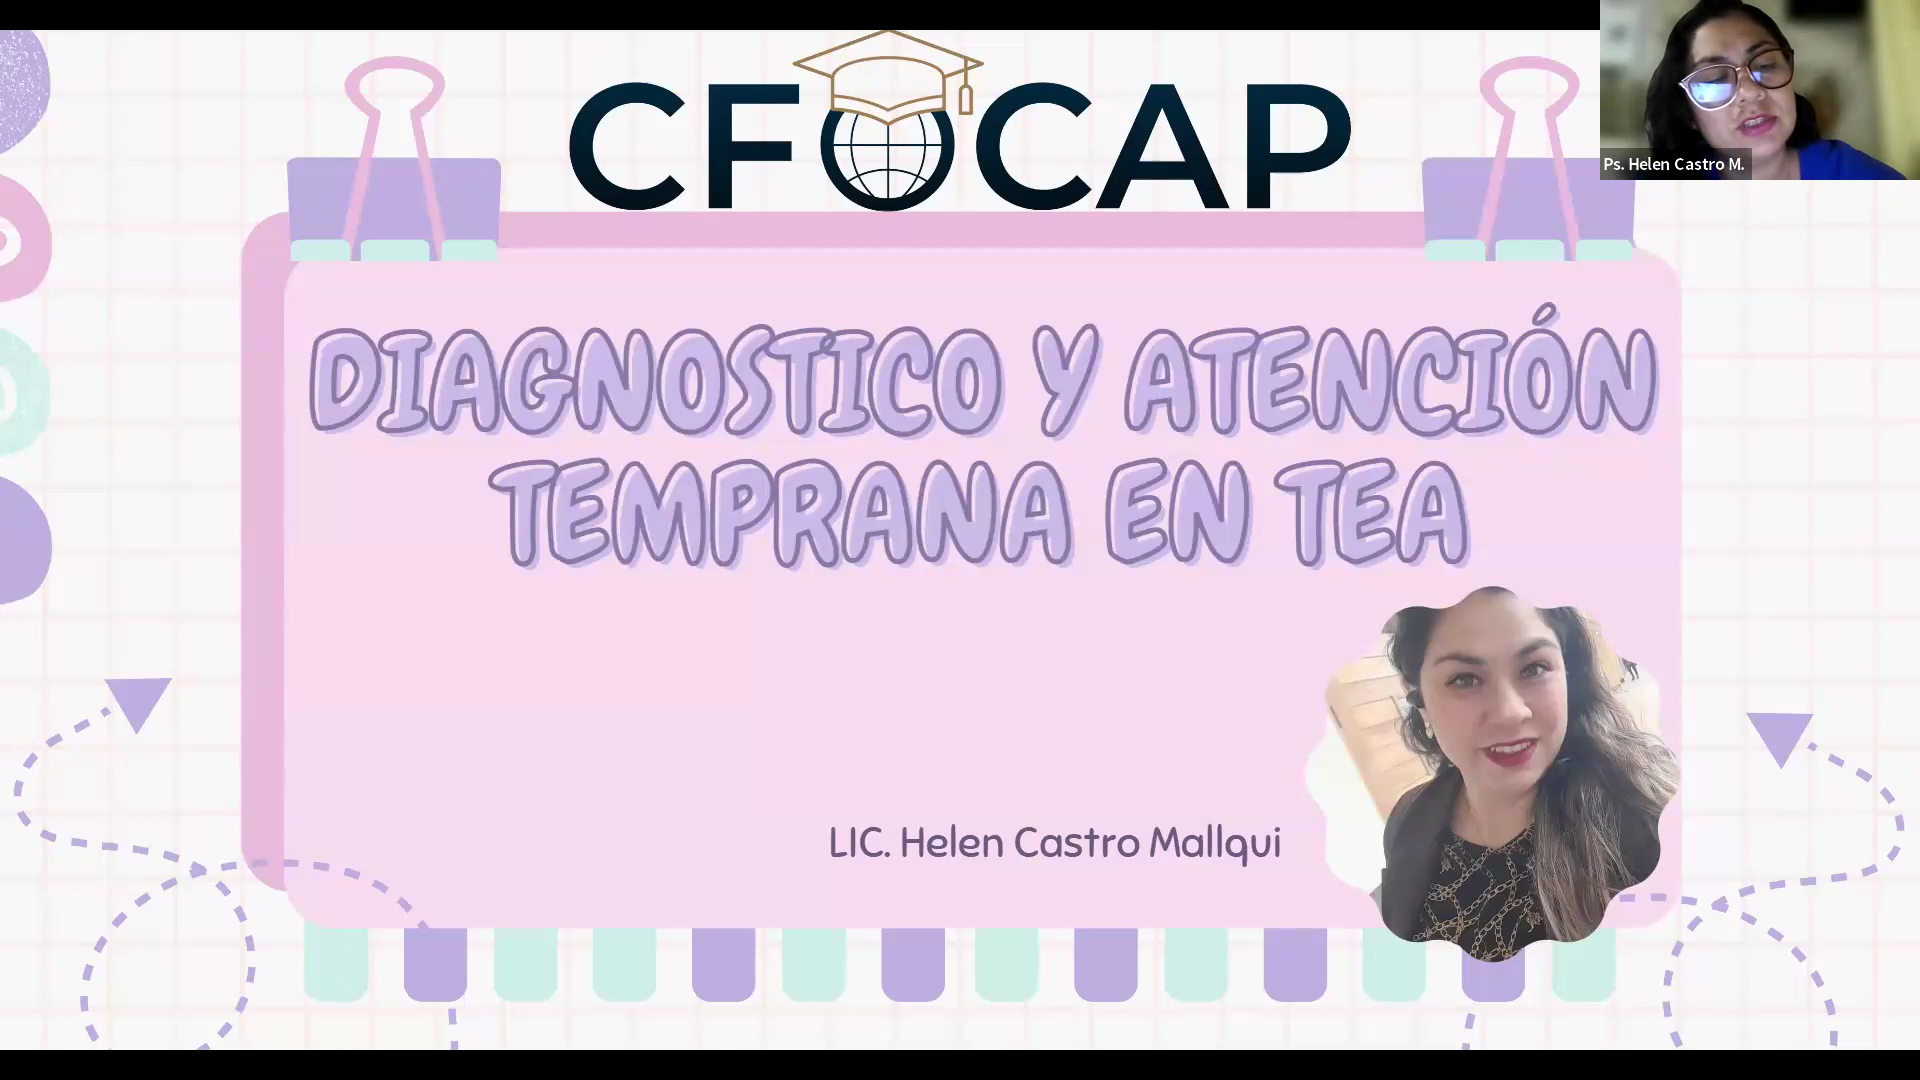 CFOCAP
Ps. Helen Castro M.
DIAGNOSTICO Y ATENCIÓN
TEMPRANA EN TEA
LIC. Helen Castro Mallqui